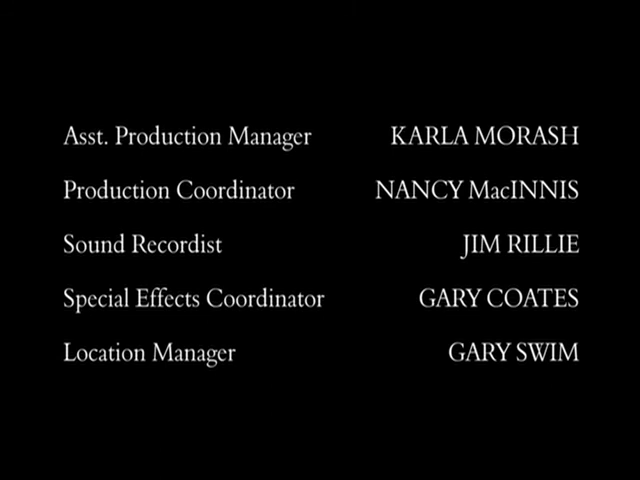 Asst. Production Manager KARLA MORASH
Production Coordinator NANCY MacINNIS
Sound Recordist JIM RILLIE
Special Effects Coordinator GARY COATES
Location Manager GARY SWIM